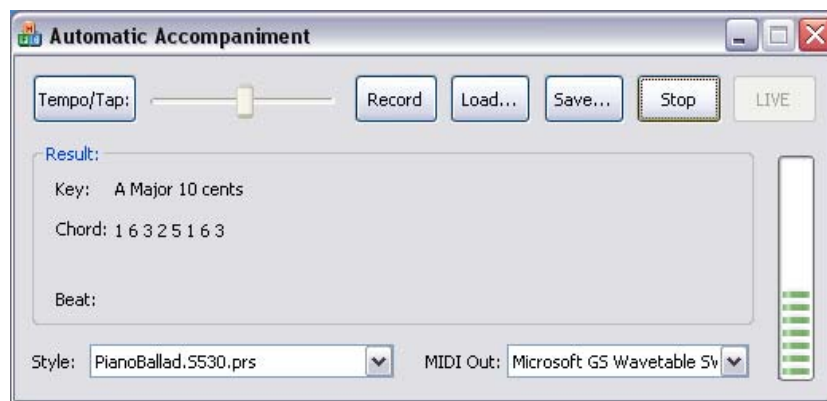 Automatic Accompaniment
Tempo/Tap: Record Load... Save... Stop LIVE
Result:
Key: A Major 10 cents
Chord: 1 6 3 2 5 1 6 3
Beat:
Style: PianoBallad.S530.prs MIDI Out: Microsoft GS Wavetable SW